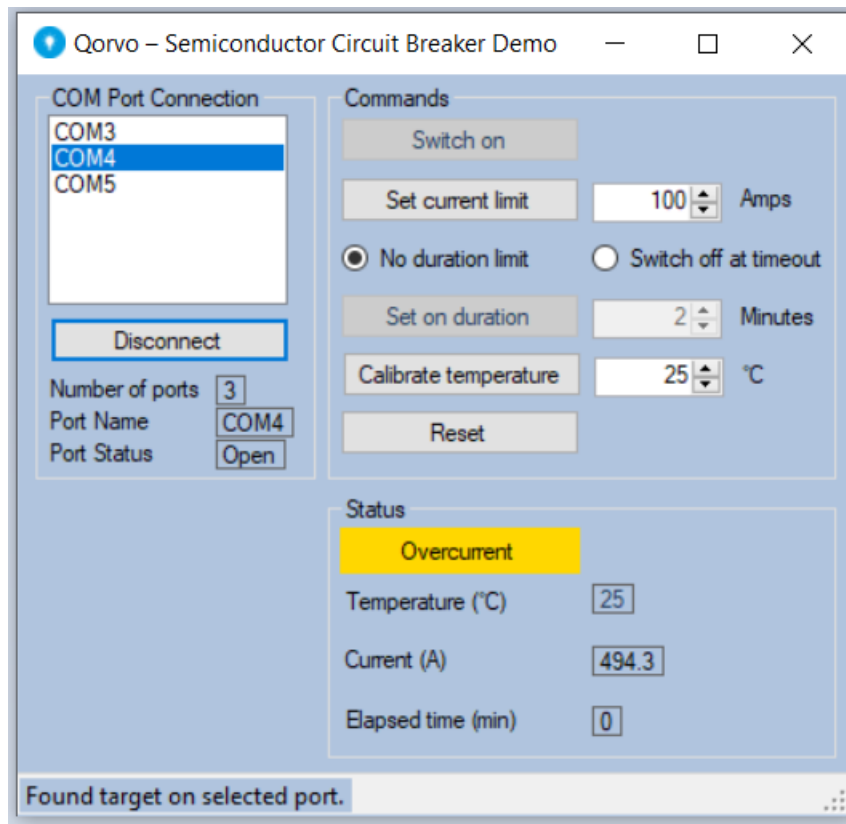 Qorvo – Semiconductor Circuit Breaker Demo
COM Port Connection
COM3
COM4
COM5
Disconnect
Number of ports 3
Port Name COM4
Port Status Open
Commands
Switch on
Set current limit 100 Amps
No duration limit Switch off at timeout
Set on duration 2 Minutes
Calibrate temperature 25 °C
Reset
Status
Overcurrent
Temperature (°C) 25
Current (A) 494.3
Elapsed time (min) 0
Found target on selected port.